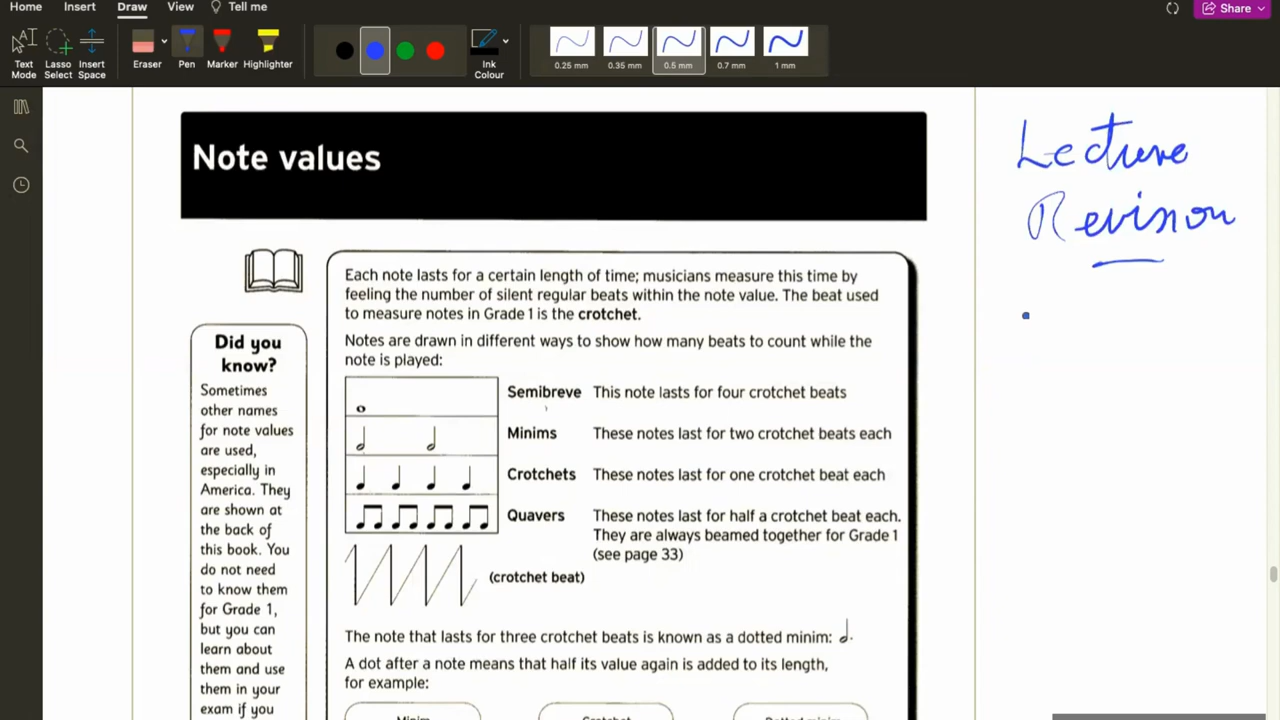 Home Insert Draw View Tell me
Share
Text Mode
Lasso Select
Insert Space
Eraser
Pen
Marker
Highlighter
Ink Colour
0.25 mm
0.35 mm
0.5 mm
0.7 mm
1 mm
Note values
Lecture
Revison
Each note lasts for a certain length of time; musicians measure this time by
feeling the number of silent regular beats within the note value. The beat used
to measure notes in Grade 1 is the crotchet.
Notes are drawn in different ways to show how many beats to count while the
note is played:
Semibreve This note lasts for four crotchet beats
Minims These notes last for two crotchet beats each
Crotchets These notes last for one crotchet beat each
Quavers These notes last for half a crotchet beat each.
They are always beamed together for Grade 1
(see page 33)
(crotchet beat)
The note that lasts for three crotchet beats is known as a dotted minim:
A dot after a note means that half its value again is added to its length,
for example:
Did you
know?
Sometimes
other names
for note values
are used,
especially in
America. They
are shown at
the back of
this book. You
do not need
to know them
for Grade 1,
but you can
learn about
them and use
them in your
exam if you